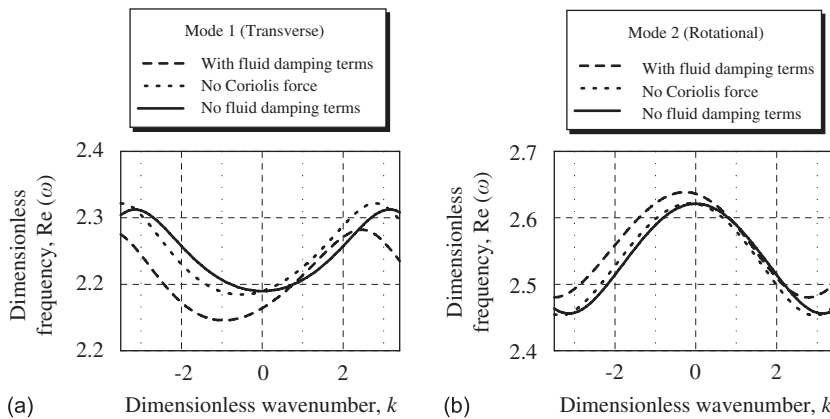 Mode 1 (Transverse)
With fluid damping terms
No Coriolis force
No fluid damping terms
Dimensionless
frequency, Re (ω)
2.4
2.3
2.2
2.2
-2
0
2
(a)
Dimensionless wavenumber, k
Mode 2 (Rotational)
With fluid damping terms
No Coriolis force
No fluid damping terms
Dimensionless
frequency, Re (ω)
2.7
2.6
2.5
2.4
-2
0
2
(b)
Dimensionless wavenumber, k